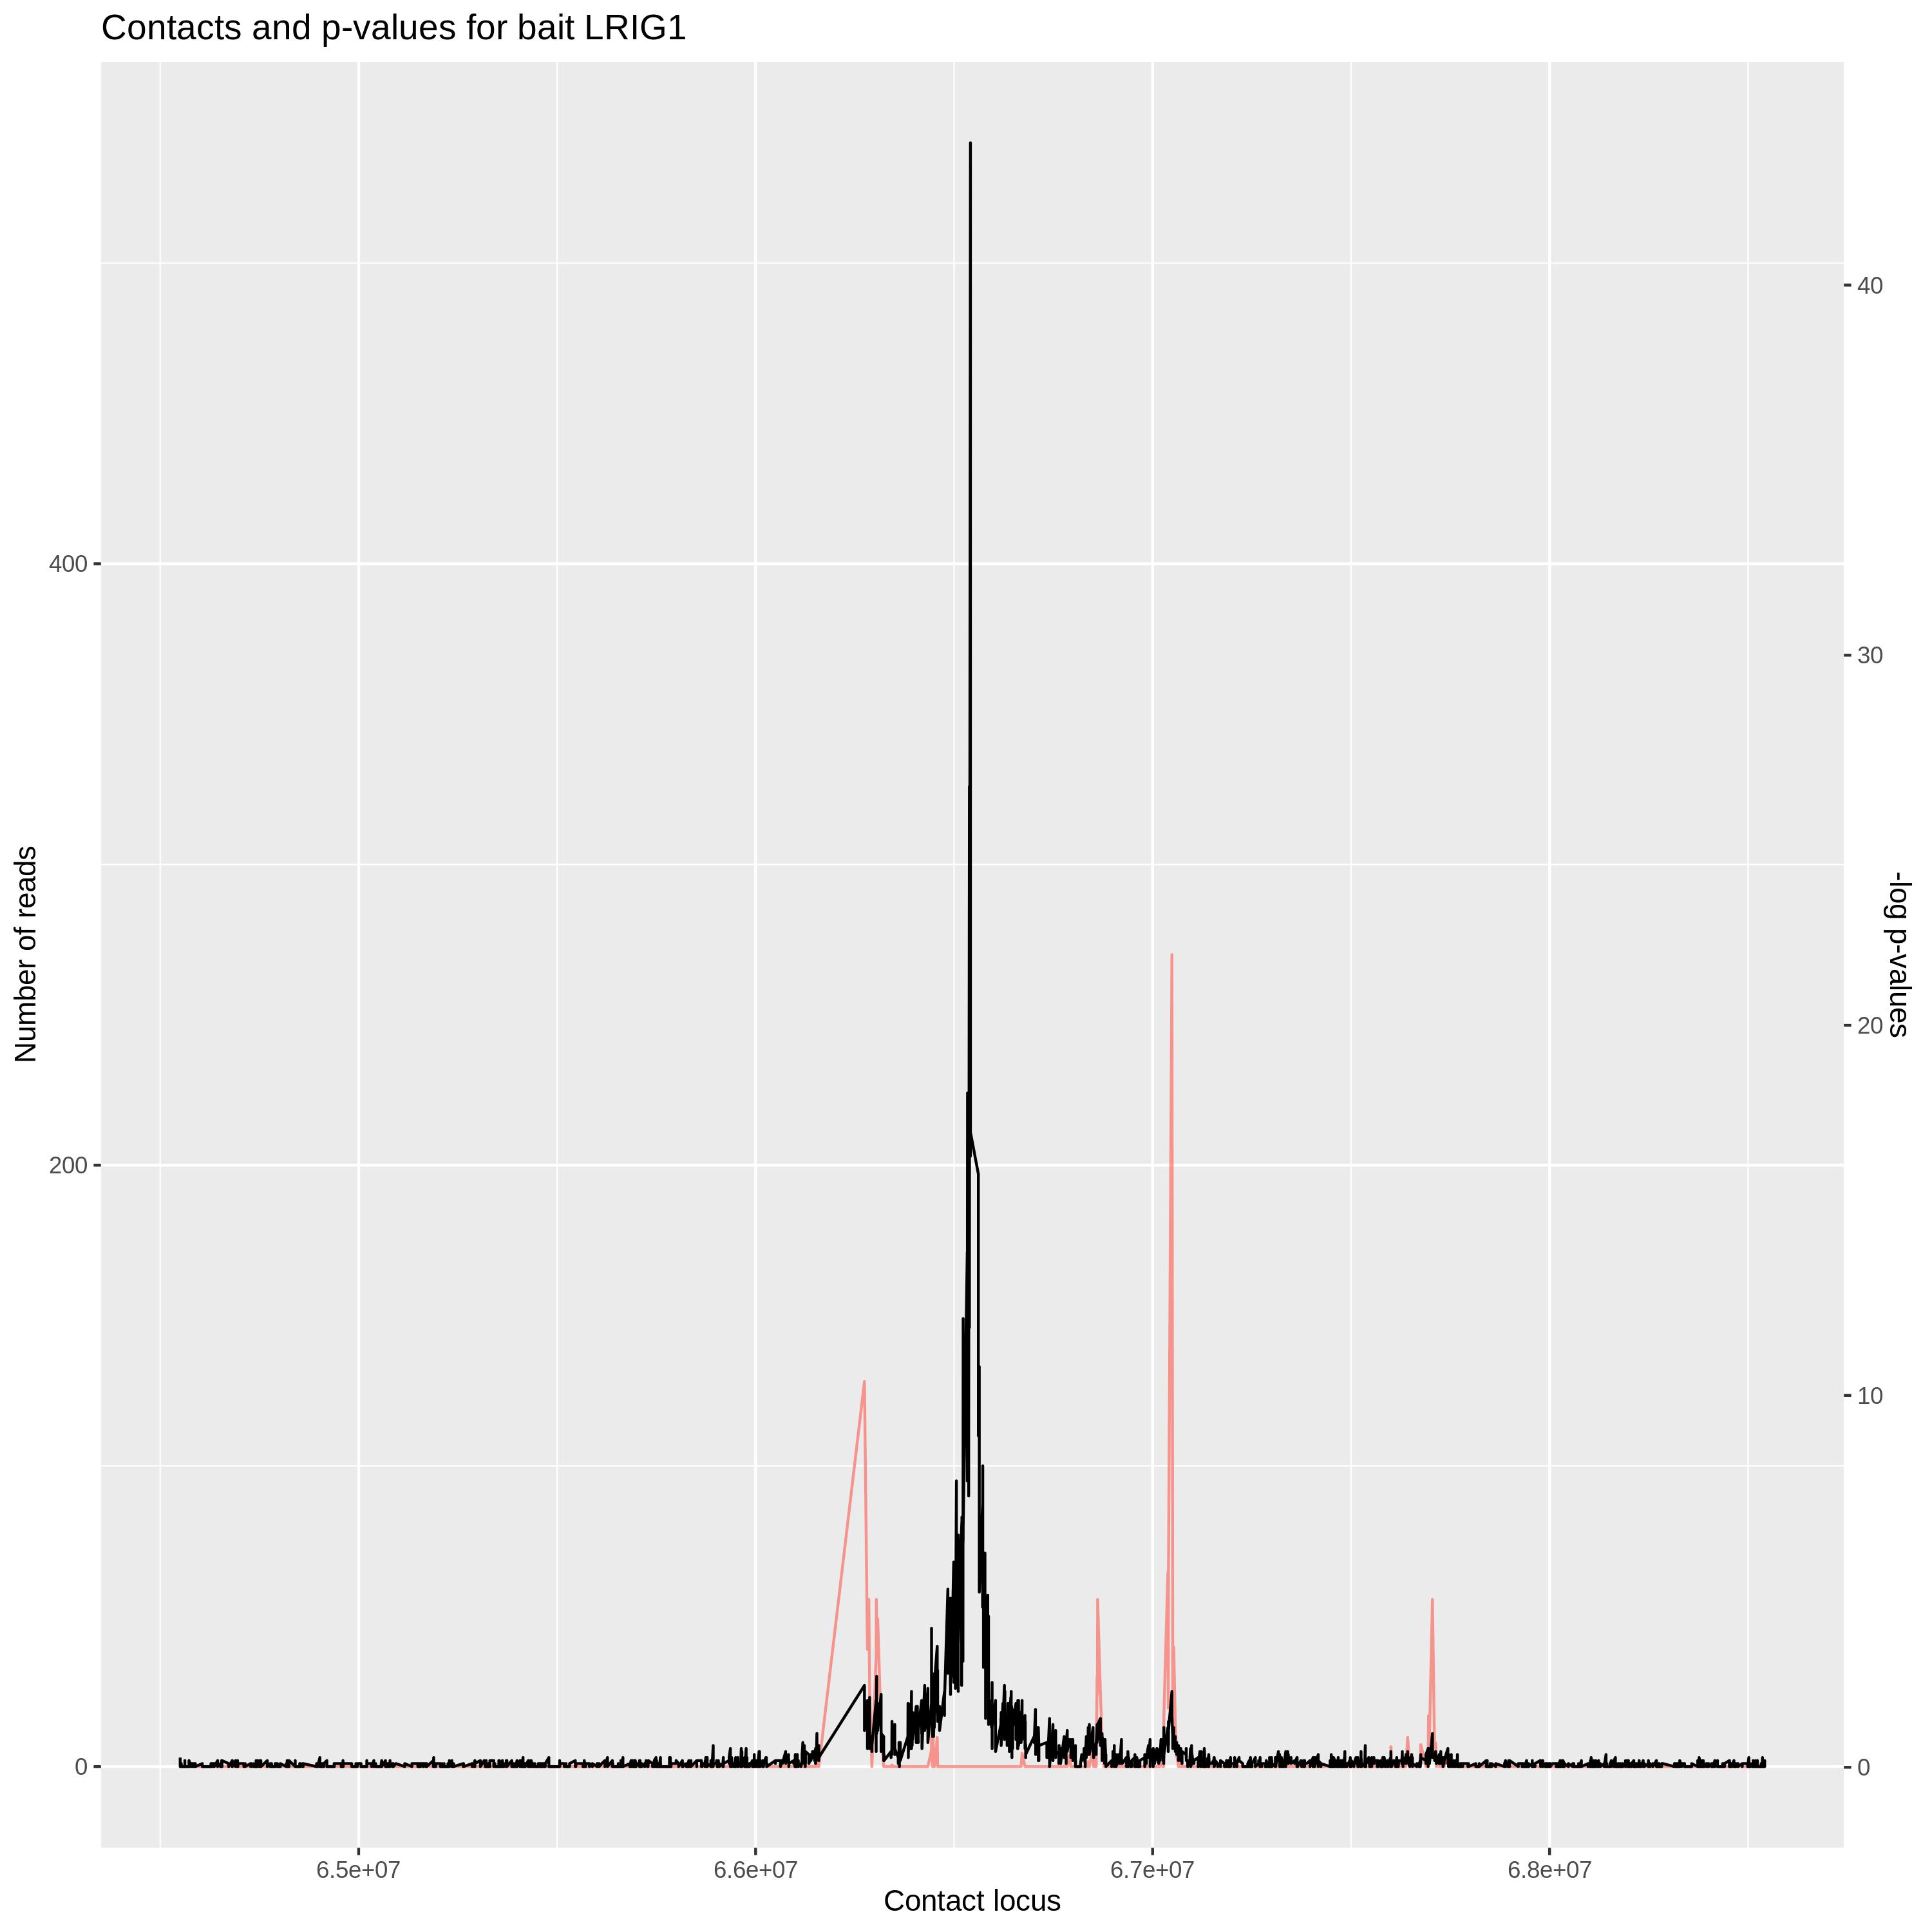 Contacts and p-values for bait LRIG1
Number of reads
400
200
0
40
30
20
10
0
-log p-values
6.5e+07
6.6e+07
6.7e+07
6.8e+07
Contact locus